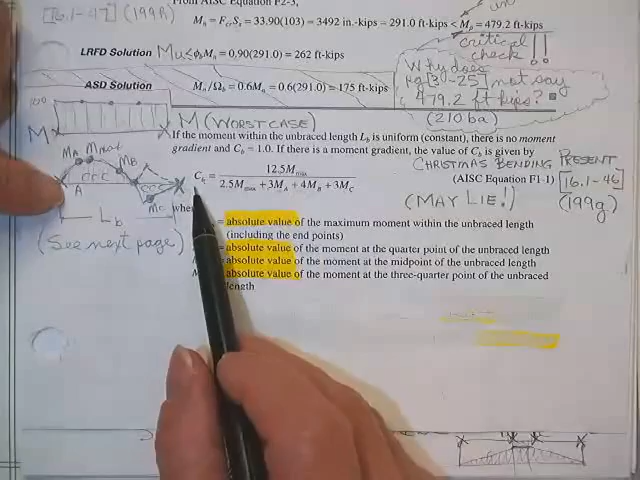 From AISC Equation F2-3,
[16.1-47] (199R)
Mn = FcrSx = 33.90(103) = 3492 in.-kips = 291.0 ft-kips < Mp = 479.2 ft-kips
critical check!!
LRFD Solution Mu≤ϕbMn = 0.90(291.0) = 262 ft-kips
Why does
pg[3-25] not say
479.2 ft kips?
ASD Solution Mn/Ωb = 0.6Mn = 0.6(291.0) = 175 ft-kips
(210 ba)
100
M
M (WORST CASE)
If the moment within the unbraced length Lb is uniform (constant), there is no moment
gradient and Cb = 1.0. If there is a moment gradient, the value of Cb is given by
CHRISTMAS BENDING PRESENT
MA Mmax MB
ccc
ccc
A
MC
Lb
Cb = 12.5Mmax / 2.5Mmax + 3MA + 4MB + 3MC
(AISC Equation F1-1)
[16.1-46]
(MAY LIE!)
(199g)
(See next page)
whe
= absolute value of the maximum moment within the unbraced length
(including the end points)
= absolute value of the moment at the quarter point of the unbraced length
= absolute value of the moment at the midpoint of the unbraced length
= absolute value of the moment at the three-quarter point of the unbraced
length